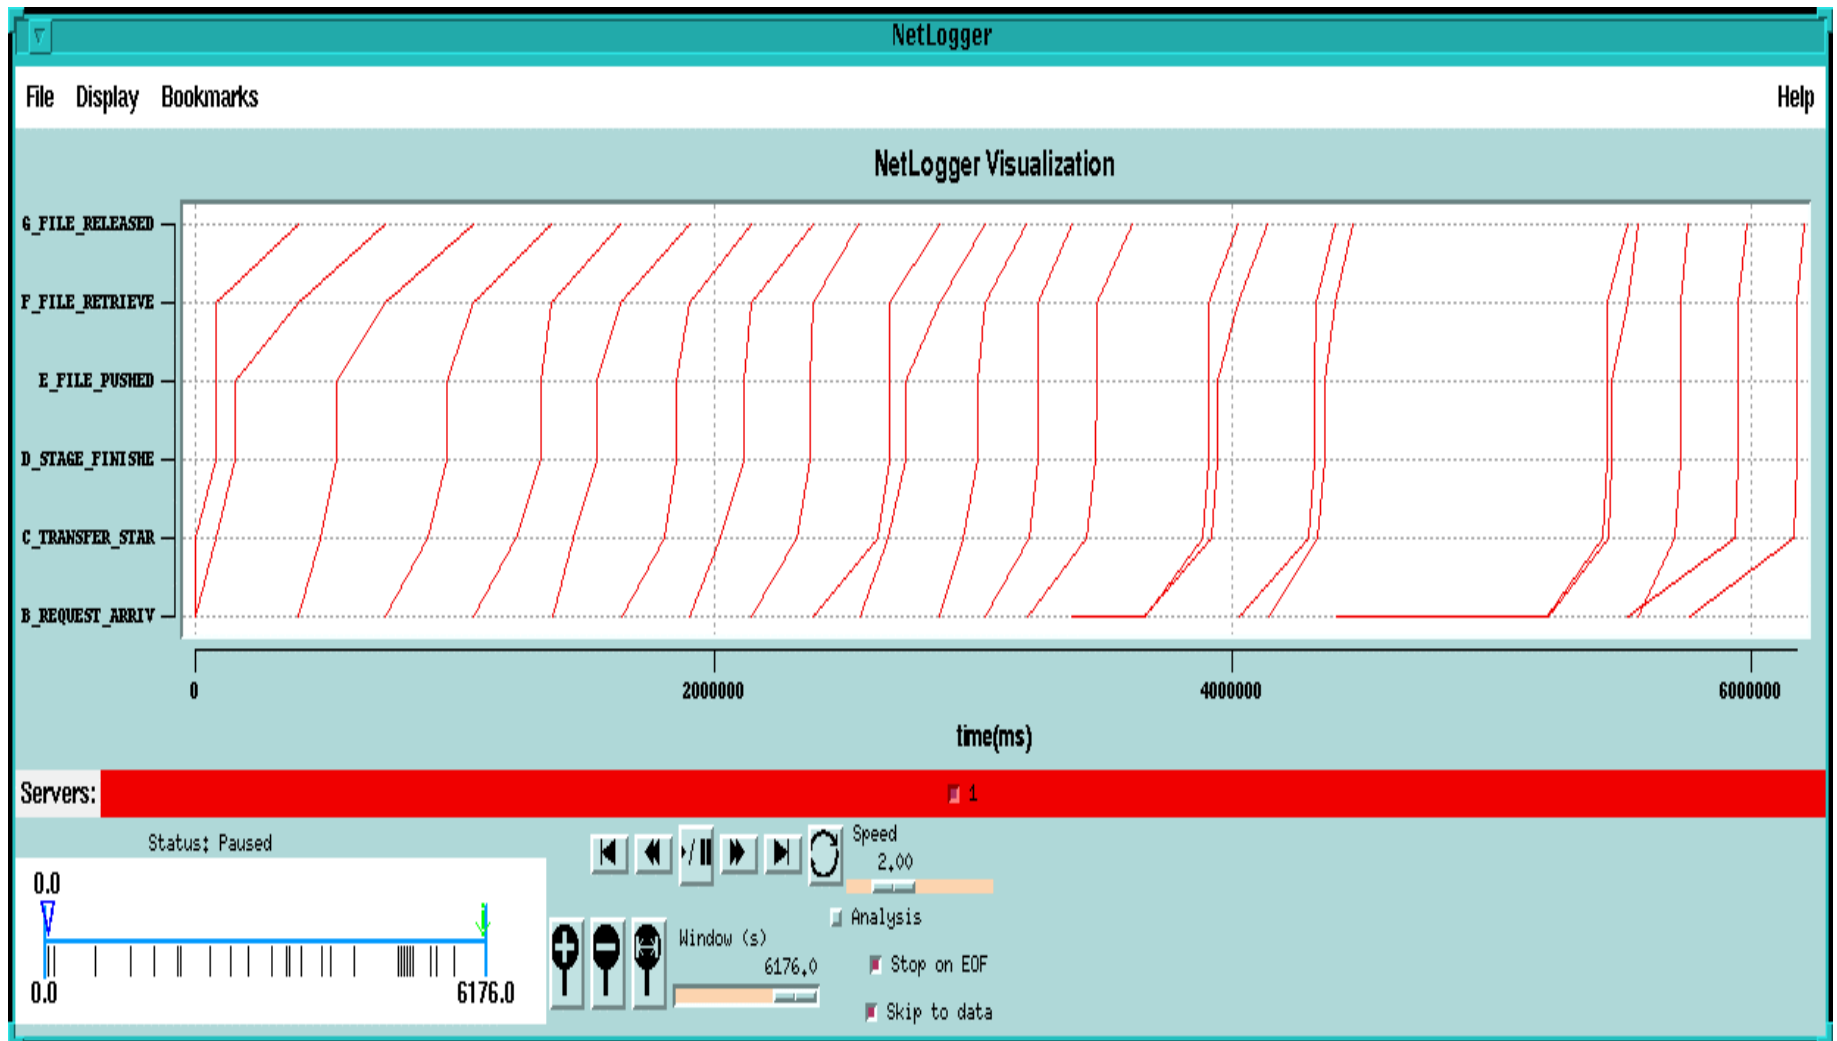 NetLogger
File Display Bookmarks Help
NetLogger Visualization
G_FILE_RELEASED
F_FILE_RETRIEVE
E_FILE_PUSHED
D_STAGE_FINISHE
C_TRANSFER_STAR
B_REQUEST_ARRIV
0 2000000 4000000 6000000
time(ms)
Servers: 1
Status: Paused
Speed
2.00
0.0
Analysis
Window (s)
6176.0
Stop on EOF
0.0 6176.0
Skip to data